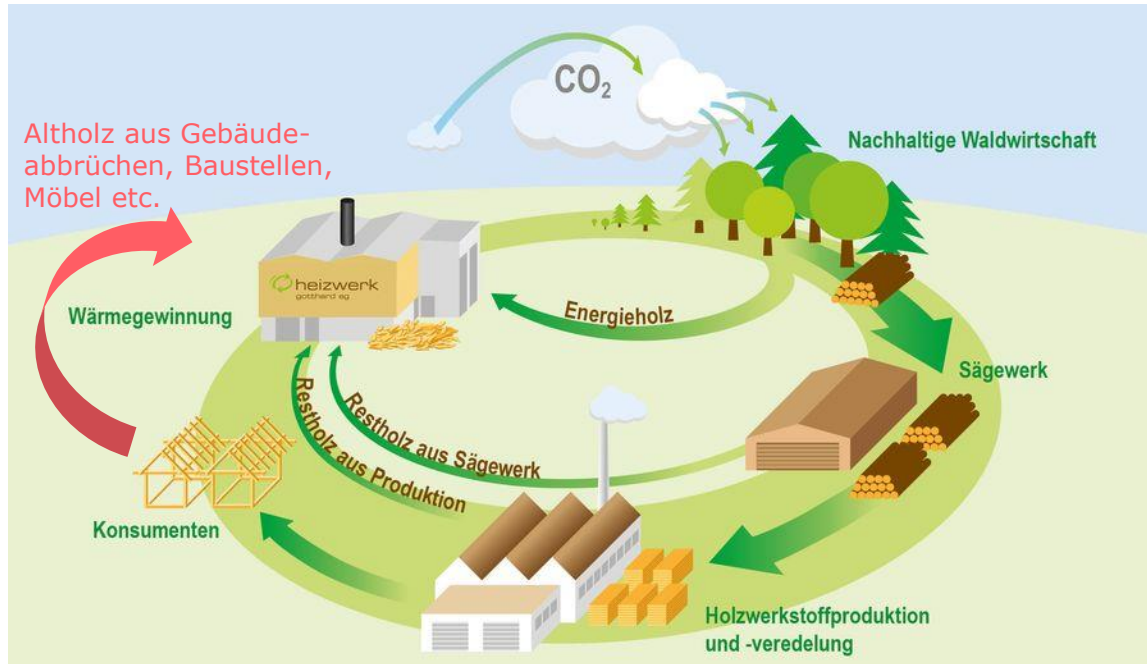 CO₂
Altholz aus Gebäude-
abbrüchen, Baustellen,
Möbel etc.
Nachhaltige Waldwirtschaft
heizwerk
gotthard eg
Wärmegewinnung
Energieholz
Sägewerk
Restholz aus Sägewerk
Restholz aus Produktion
Konsumenten
Holzwerkstoffproduktion
und -veredelung